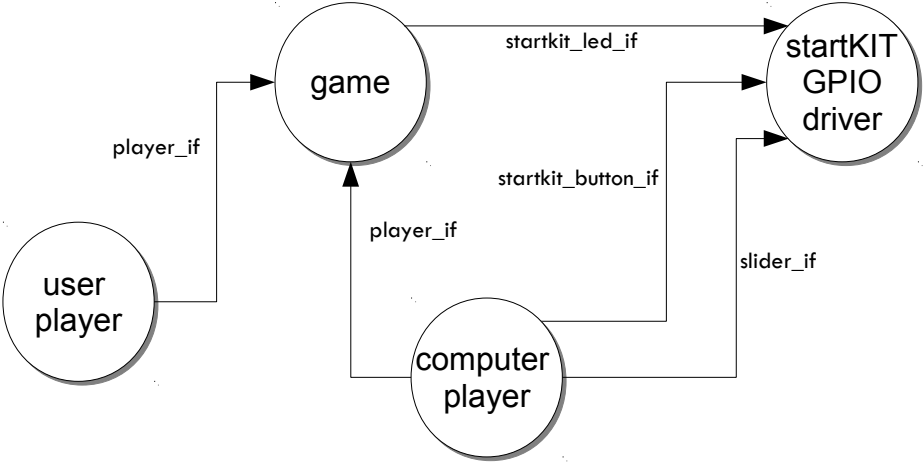 startkit_led_if
startKIT
GPIO
driver
game
player_if
startkit_button_if
player_if
slider_if
user
player
computer
player